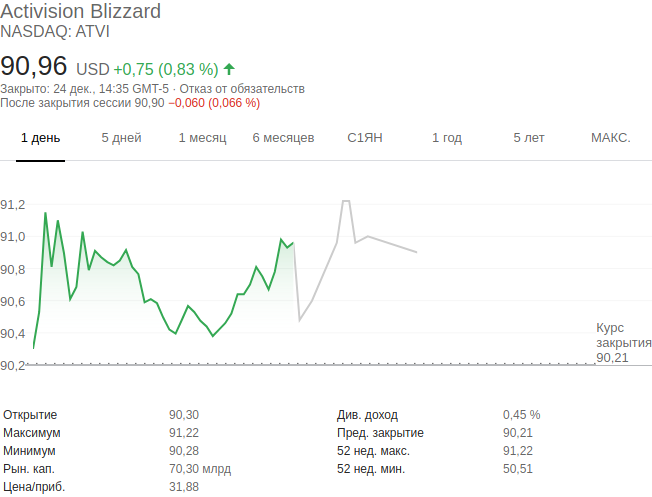 Activision Blizzard
NASDAQ: ATVI
90,96 USD +0,75 (0,83 %)
Закрыто: 24 дек., 14:35 GMT-5 · Отказ от обязательств
После закрытия сессии 90,90 −0,060 (0,066 %)
1 день 5 дней 1 месяц 6 месяцев С1ЯН 1 год 5 лет МАКС.
91,2
91,0
90,8
90,6
90,4
90,2
Курс
закрытия
90,21
Открытие 90,30 Див. доход 0,45 %
Максимум 91,22 Пред. закрытие 90,21
Минимум 90,28 52 нед. макс. 91,22
Рын. кап. 70,30 млрд 52 нед. мин. 50,51
Цена/приб. 31,88